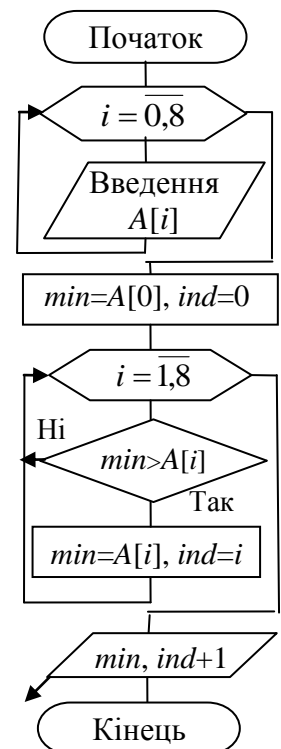 Початок
i = 0,8
Введення
A[i]
min=A[0], ind=0
i = 1,8
Ні
min>A[i]
Так
min=A[i], ind=i
min, ind+1
Кінець